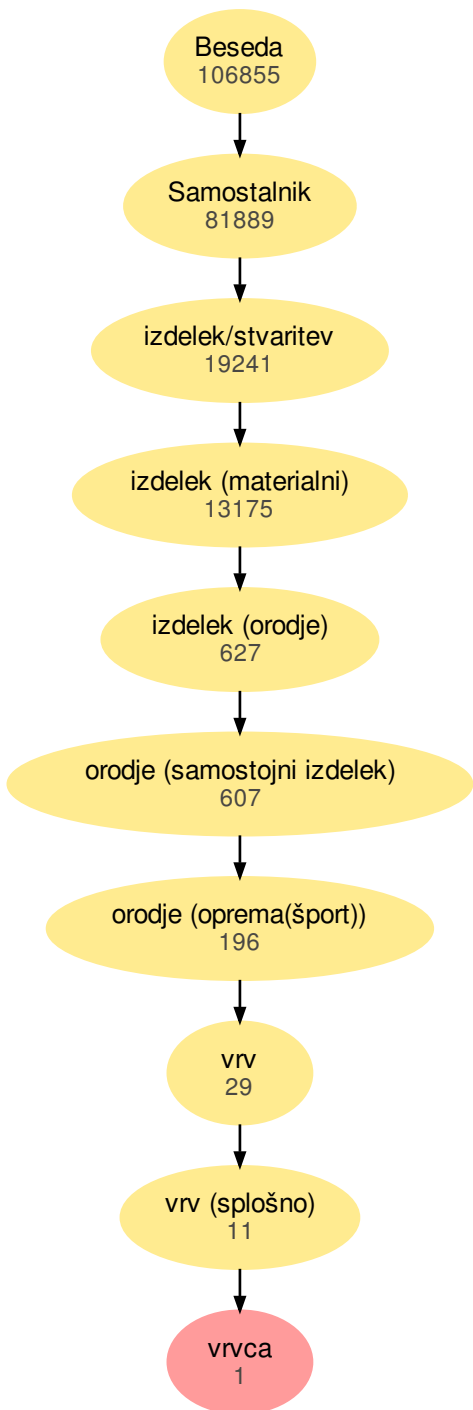 Beseda
106855
Samostalnik
81889
izdelek/stvaritev
19241
izdelek (materialni)
13175
izdelek (orodje)
627
orodje (samostojni izdelek)
607
orodje (oprema(šport))
196
vrv
29
vrv (splošno)
11
vrvca
1